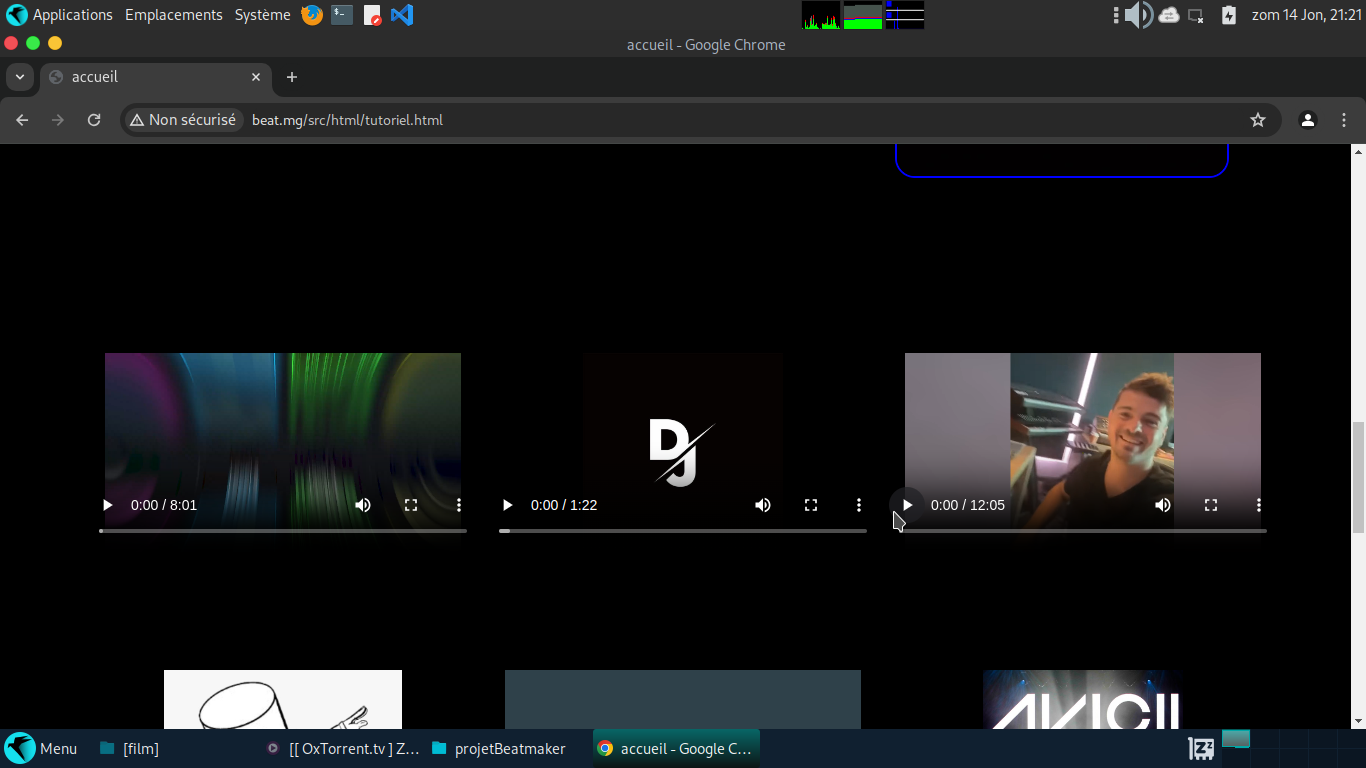 Applications Emplacements Système
zom 14 Jon, 21:21
accueil - Google Chrome
accueil
Non sécurisé beat.mg/src/html/tutoriel.html
0:00 / 8:01
DJ
0:00 / 1:22
0:00 / 12:05
AVICII
Menu [film] [[ OxTorrent.tv ] Z... projetBeatmaker accueil - Google C...